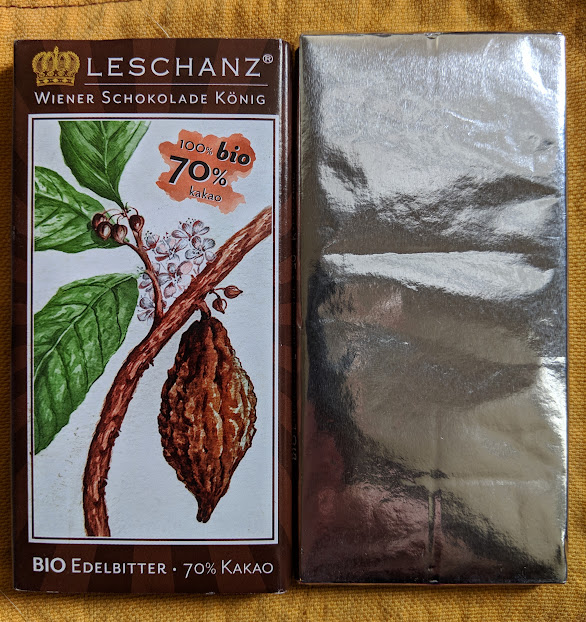 LESCHANZ®
WIENER SCHOKOLADE KÖNIG
100% bio
70%
kakao
BIO EDELBITTER · 70% KAKAO